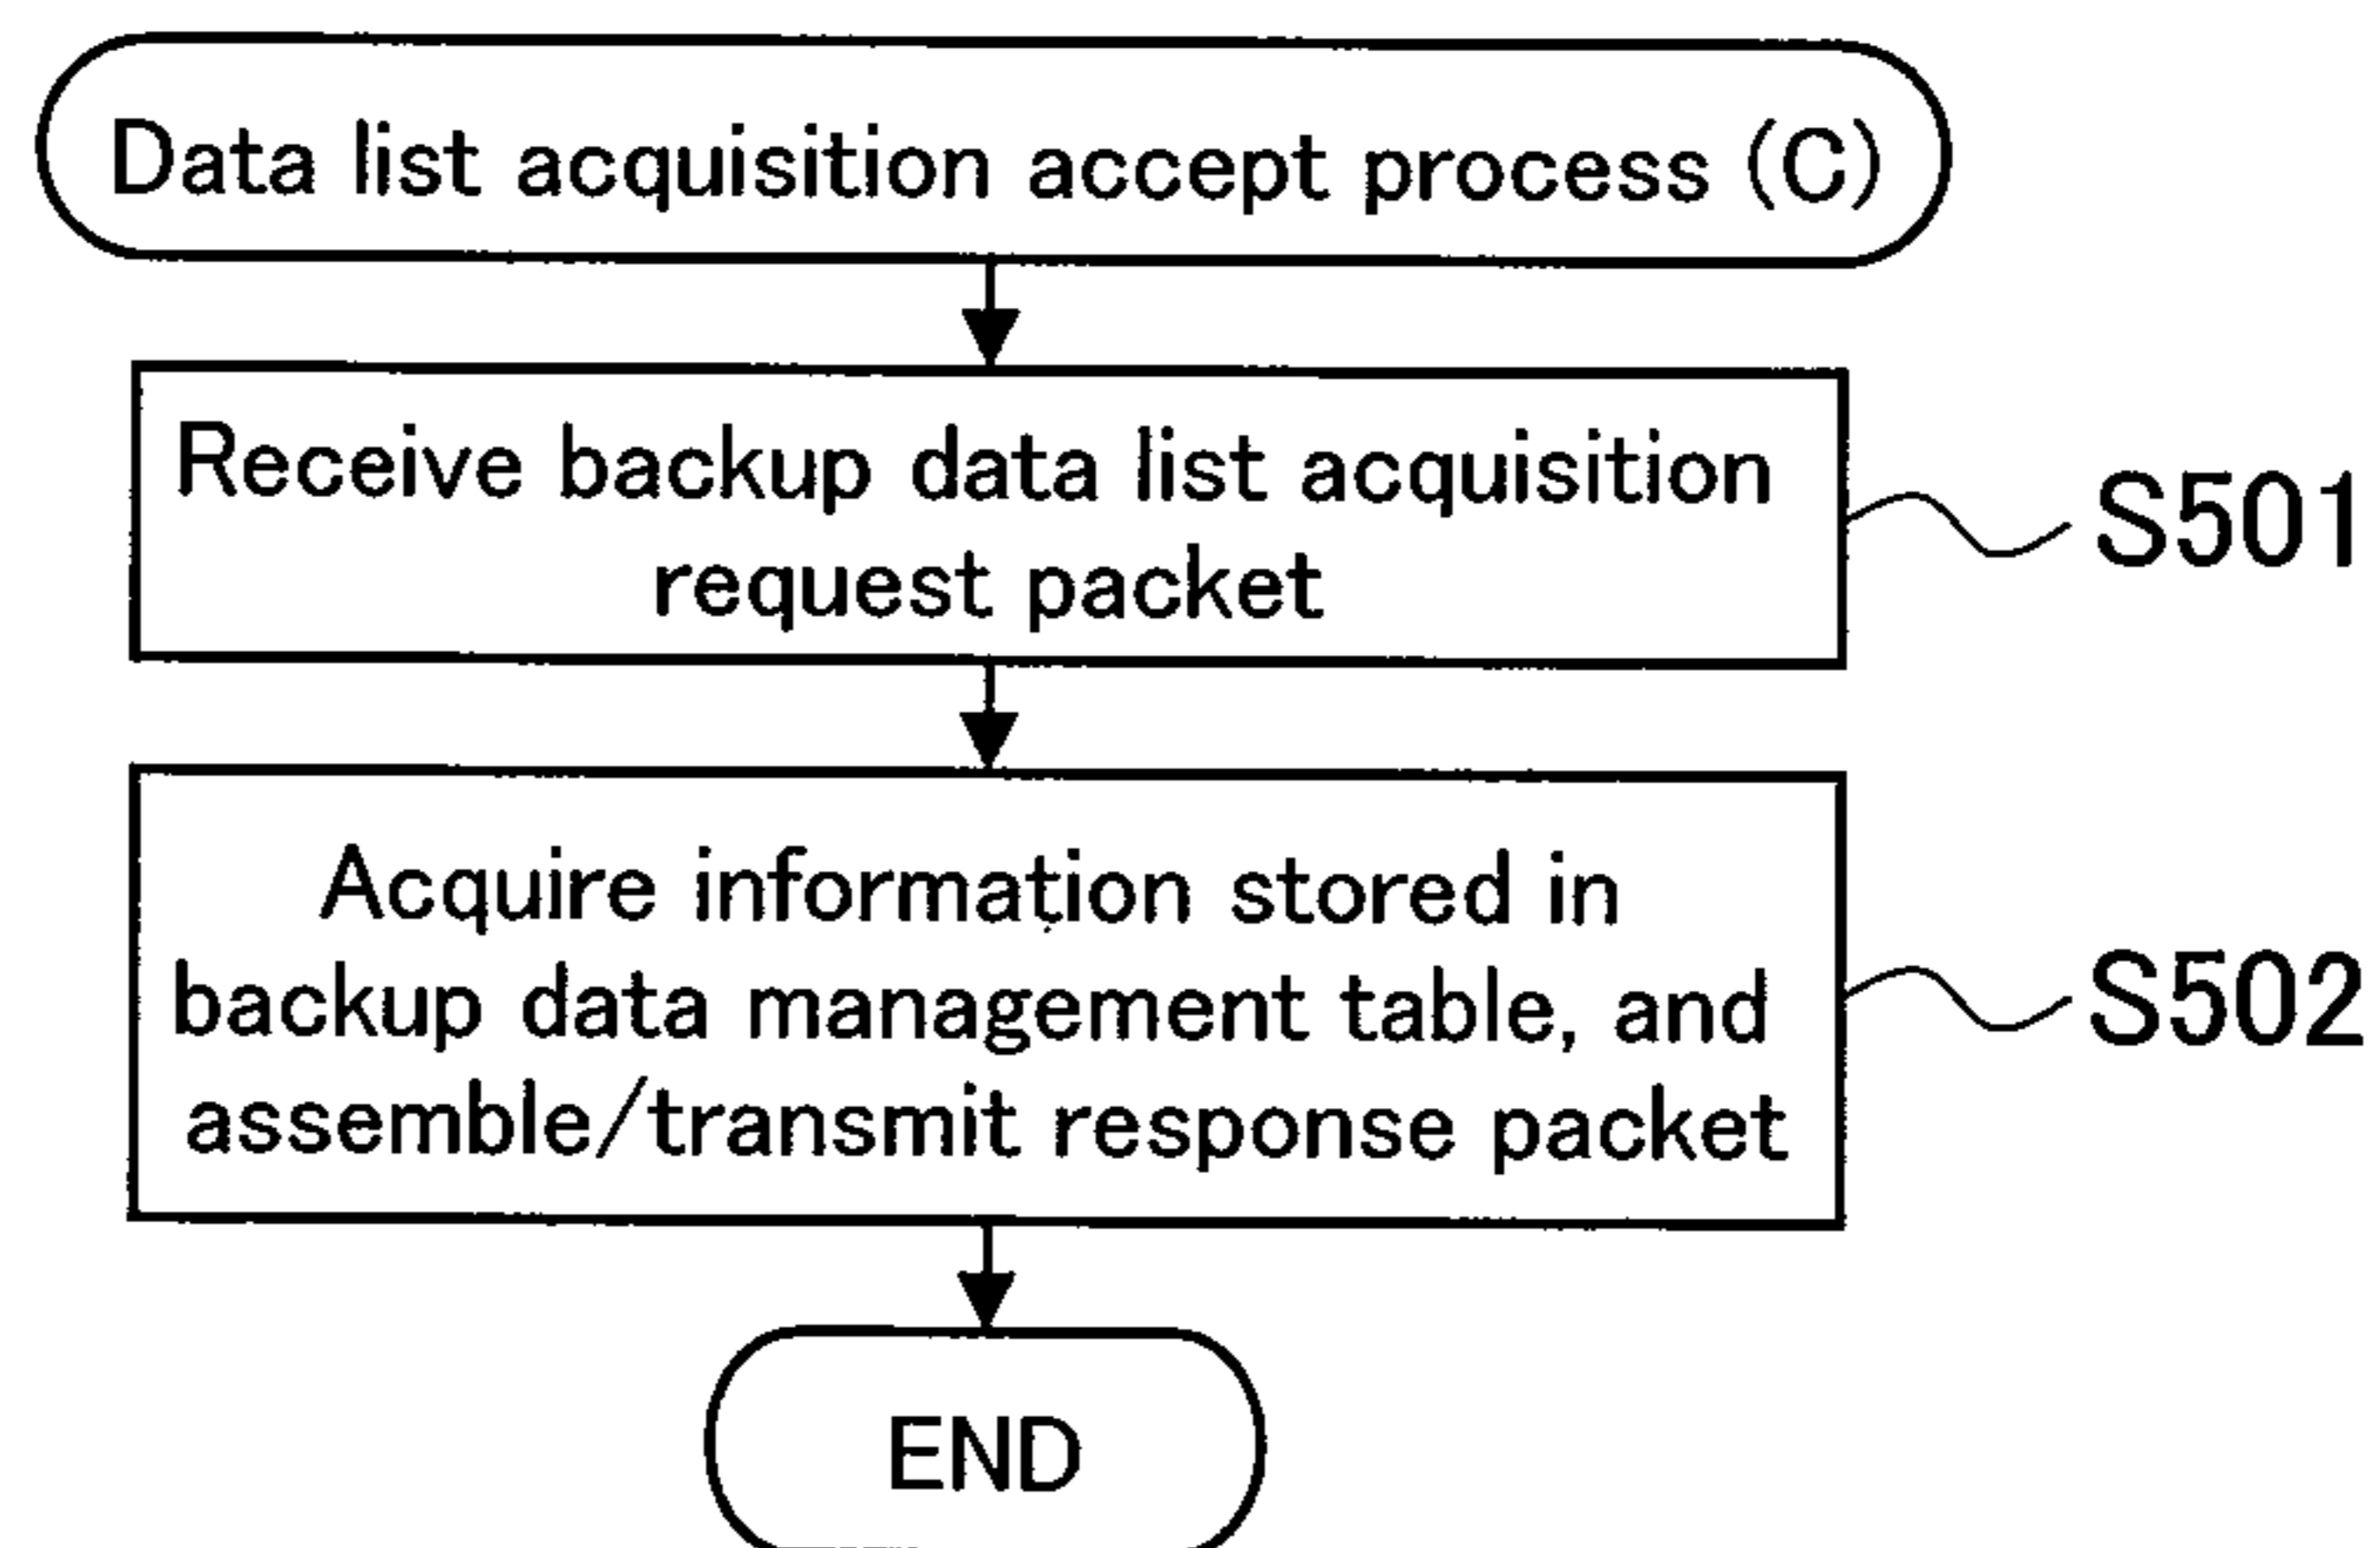 Data list acquisition accept process (C)
Receive backup data list acquisition
request packet
S501
Acquire information stored in
backup data management table, and
assemble/transmit response packet
S502
END